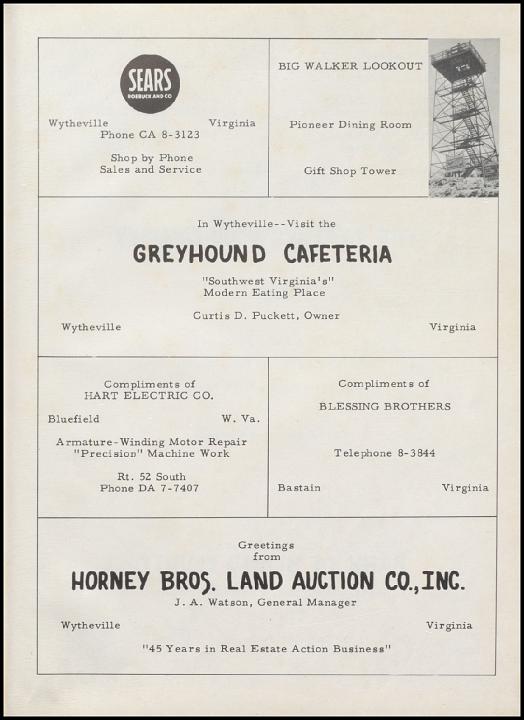 SEARS
ROEBUCK AND CO
Wytheville Virginia
Phone CA 8-3123
Shop by Phone
Sales and Service
BIG WALKER LOOKOUT
Pioneer Dining Room
Gift Shop Tower
In Wytheville--Visit the
GREYHOUND CAFETERIA
"Southwest Virginia's"
Modern Eating Place
Curtis D. Puckett, Owner
Wytheville Virginia
Compliments of
HART ELECTRIC CO.
Bluefield W. Va.
Armature-Winding Motor Repair
"Precision" Machine Work
Rt. 52 South
Phone DA 7-7407
Compliments of
BLESSING BROTHERS
Telephone 8-3844
Bastain Virginia
Greetings
from
HORNEY BROS. LAND AUCTION CO., INC.
J. A. Watson, General Manager
Wytheville Virginia
"45 Years in Real Estate Action Business"